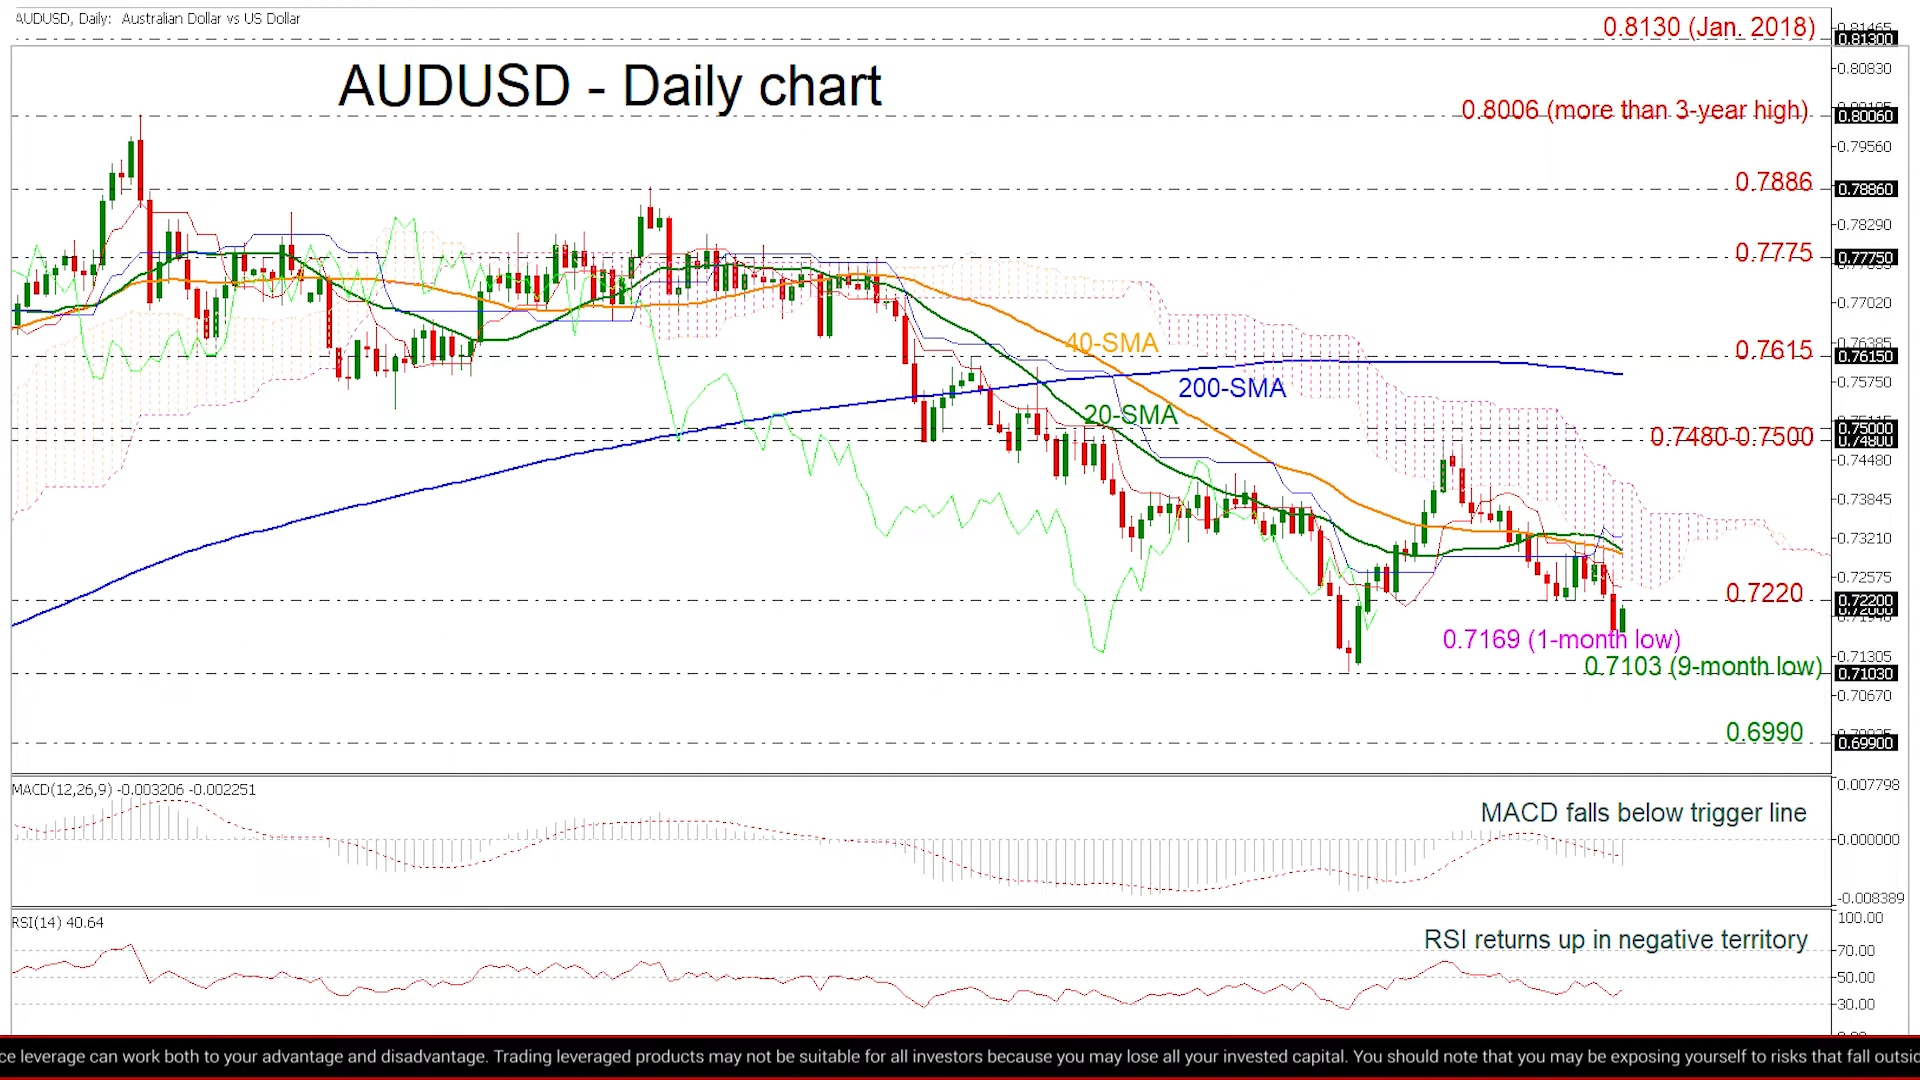 AUDUSD, Daily: Australian Dollar vs US Dollar
AUDUSD - Daily chart
0.8130 (Jan. 2018)
0.81465
0.81300
0.80830
0.8006 (more than 3-year high)
0.80060
0.79560
0.7886
0.78860
0.78290
0.7775
0.77750
0.77020
40-SMA
0.7615
0.76385
0.76150
0.75750
200-SMA
20-SMA
0.75115
0.75000
0.7480-0.7500
0.74800
0.74480
0.73845
0.73210
0.72575
0.7220
0.72200
0.71940
0.7169 (1-month low)
0.71305
0.7103 (9-month low)
0.71030
0.70670
0.6990
0.69900
MACD(12,26,9) -0.003206 -0.002251
0.007798
MACD falls below trigger line
0.000000
-0.008389
RSI(14) 40.64
100.00
RSI returns up in negative territory
70.00
50.00
30.00
ce leverage can work both to your advantage and disadvantage. Trading leveraged products may not be suitable for all investors because you may lose all your invested capital. You should note that you may be exposing yourself to risks that fall outsid